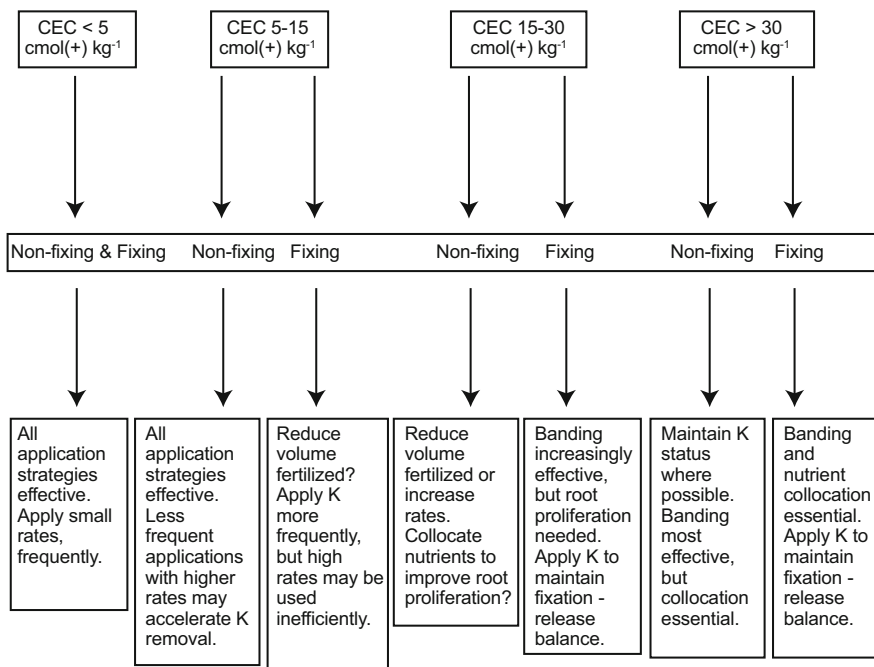 CEC < 5
cmol(+) kg-1
CEC 5-15
cmol(+) kg-1
CEC 15-30
cmol(+) kg-1
CEC > 30
cmol(+) kg-1
Non-fixing & Fixing
Non-fixing
Fixing
Non-fixing
Fixing
Non-fixing
Fixing
All
application
strategies
effective.
Apply small
rates,
frequently.
All
application
strategies
effective.
Less
frequent
applications
with higher
rates may
accelerate K
removal.
Reduce
volume
fertilized?
Apply K
more
frequently,
but high
rates may be
used
inefficiently.
Reduce
volume
fertilized or
increase
rates.
Collocate
nutrients to
improve root
proliferation?
Banding
increasingly
effective,
but root
proliferation
needed.
Apply K to
maintain
fixation -
release
balance.
Maintain K
status
where
possible.
Banding
most
effective,
but
collocation
essential.
Banding
and
nutrient
collocation
essential.
Apply K to
maintain
fixation -
release
balance.